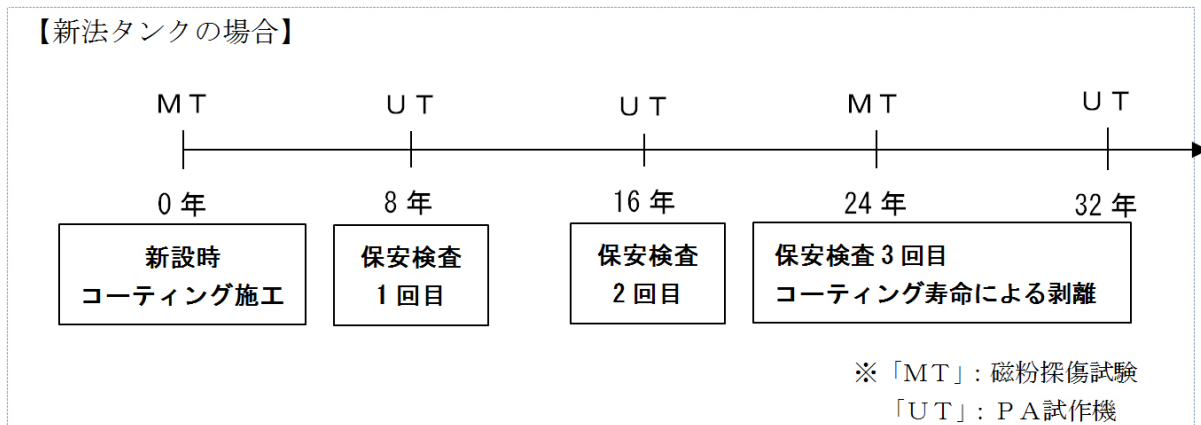 【新法タンクの場合】
ＭＴ ＵＴ ＵＴ ＭＴ ＵＴ
0 年 8 年 16 年 24 年 32 年
新設時
コーティング施工
保安検査
1 回目
保安検査
2 回目
保安検査 3 回目
コーティング寿命による剥離
※「ＭＴ」: 磁粉探傷試験
「ＵＴ」: ＰＡ試作機